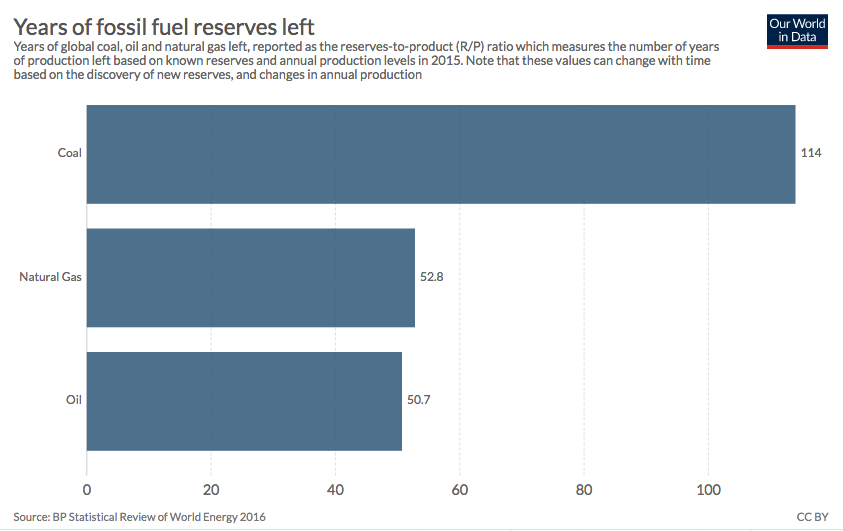 Years of fossil fuel reserves left
Our World
in Data
Years of global coal, oil and natural gas left, reported as the reserves-to-product (R/P) ratio which measures the number of years
of production left based on known reserves and annual production levels in 2015. Note that these values can change with time
based on the discovery of new reserves, and changes in annual production
Coal
114
Natural Gas
52.8
Oil
50.7
0 20 40 60 80 100
Source: BP Statistical Review of World Energy 2016
CC BY